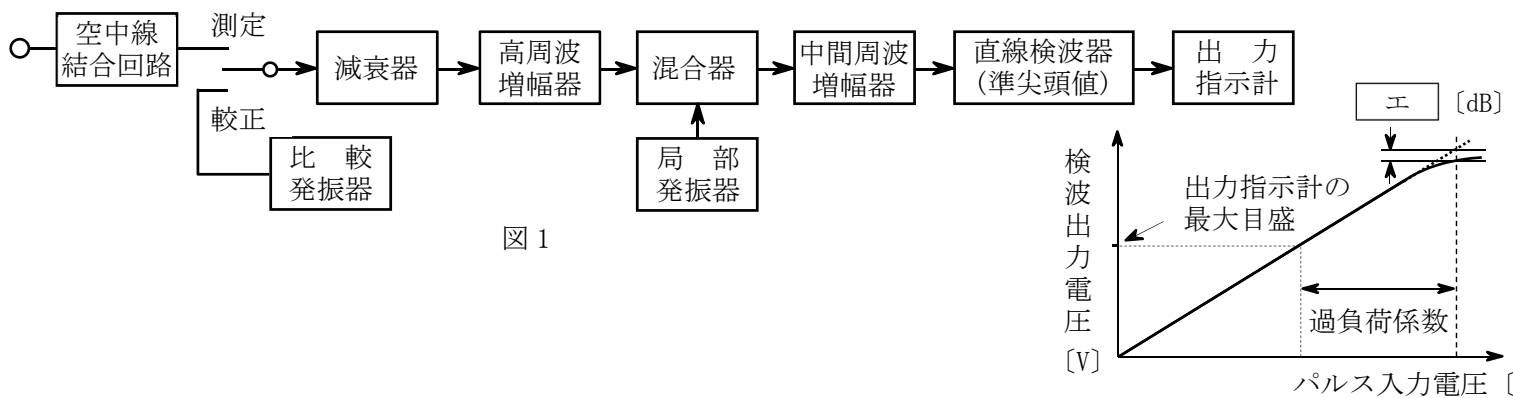 空中線
結合回路
測定
較正
減衰器
高周波
増幅器
混合器
中間周波
増幅器
直線検波器
(準尖頭値)
出 力
指示計
比 較
発振器
局 部
発振器
図1
エ 〔dB〕
検波出力電圧
〔V〕
出力指示計の
最大目盛
過負荷係数
パルス入力電圧〔